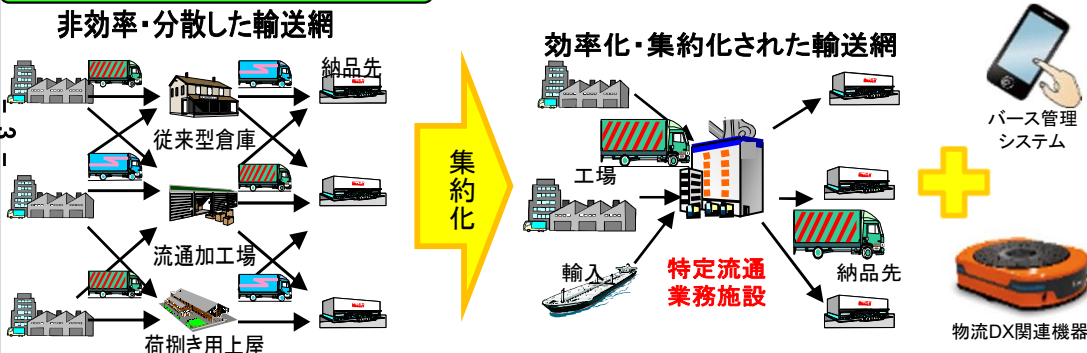 非効率・分散した輸送網
納品先
従来型倉庫
流通加工場
荷捌き用上屋
- 3 -
集約化
効率化・集約化された輸送網
工場
輸入
特定流通
業務施設
納品先
バース管理
システム
物流DX関連機器